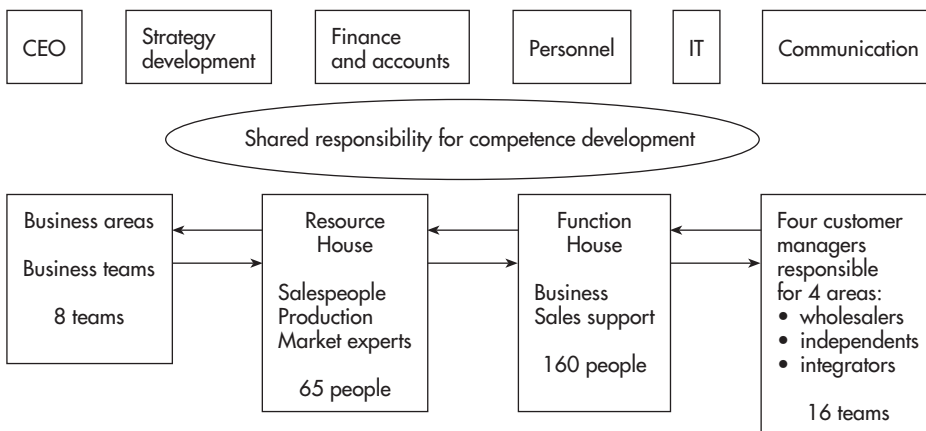 CEO
Strategy
development
Finance
and accounts
Personnel
IT
Communication
Shared responsibility for competence development
Business areas
Business teams
8 teams
Resource
House
Salespeople
Production
Market experts
65 people
Function
House
Business
Sales support
160 people
Four customer
managers
responsible
for 4 areas:
• wholesalers
• independents
• integrators
16 teams